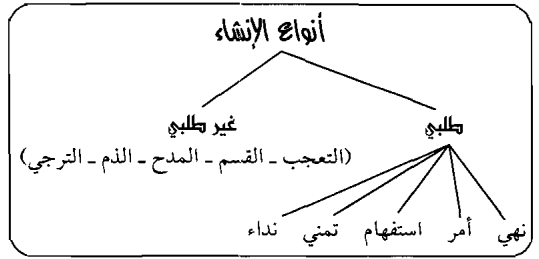 أنواع الإنشاء
طلبي
غير طلبي
(التعجب ـ القسم ـ المدح ـ الذم ـ الترجي)
نهي أمر استفهام تمني نداء